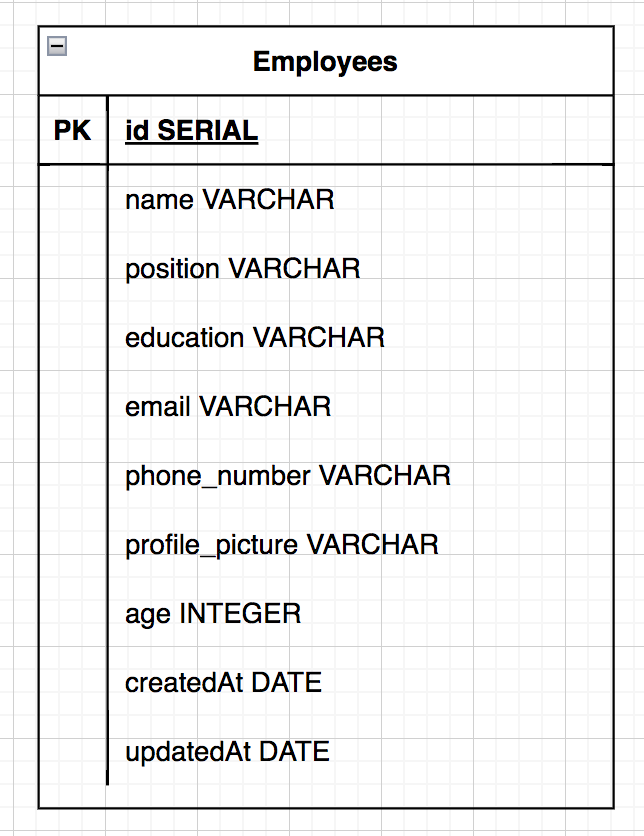 Employees
PK id SERIAL
name VARCHAR
position VARCHAR
education VARCHAR
email VARCHAR
phone_number VARCHAR
profile_picture VARCHAR
age INTEGER
createdAt DATE
updatedAt DATE